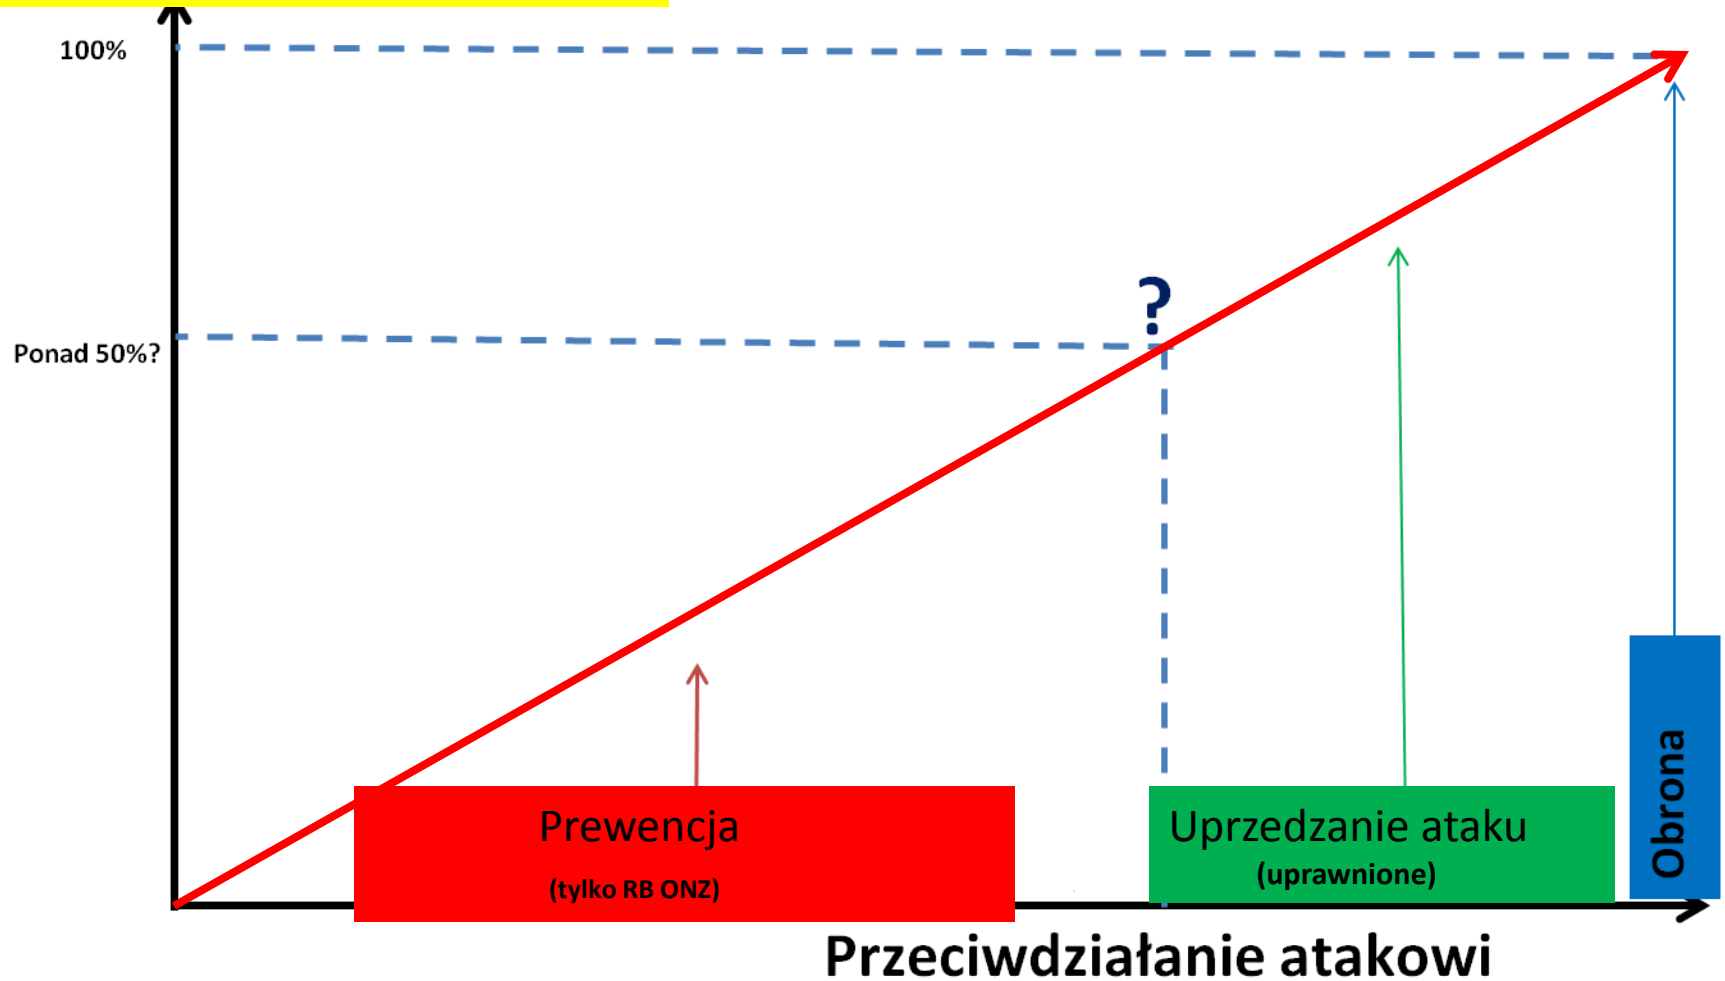 100%
?
Ponad 50%?
Prewencja
(tylko RB ONZ)
Uprzedzanie ataku
(uprawnione)
Obrona
Przeciwdziałanie atakowi